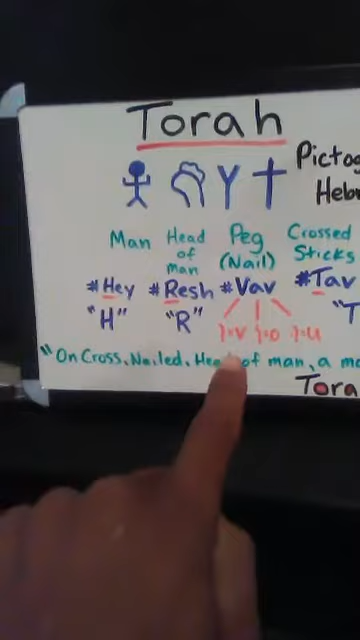 Torah
Pictog
Hebr
Man Head of man Peg (Nail) Crossed Sticks
#Hey #Resh #Vav #Tav
"H" "R" "T
ו=V וֹ=O וּ=U
"On Cross, Nailed, Head of man, a ma
Tora